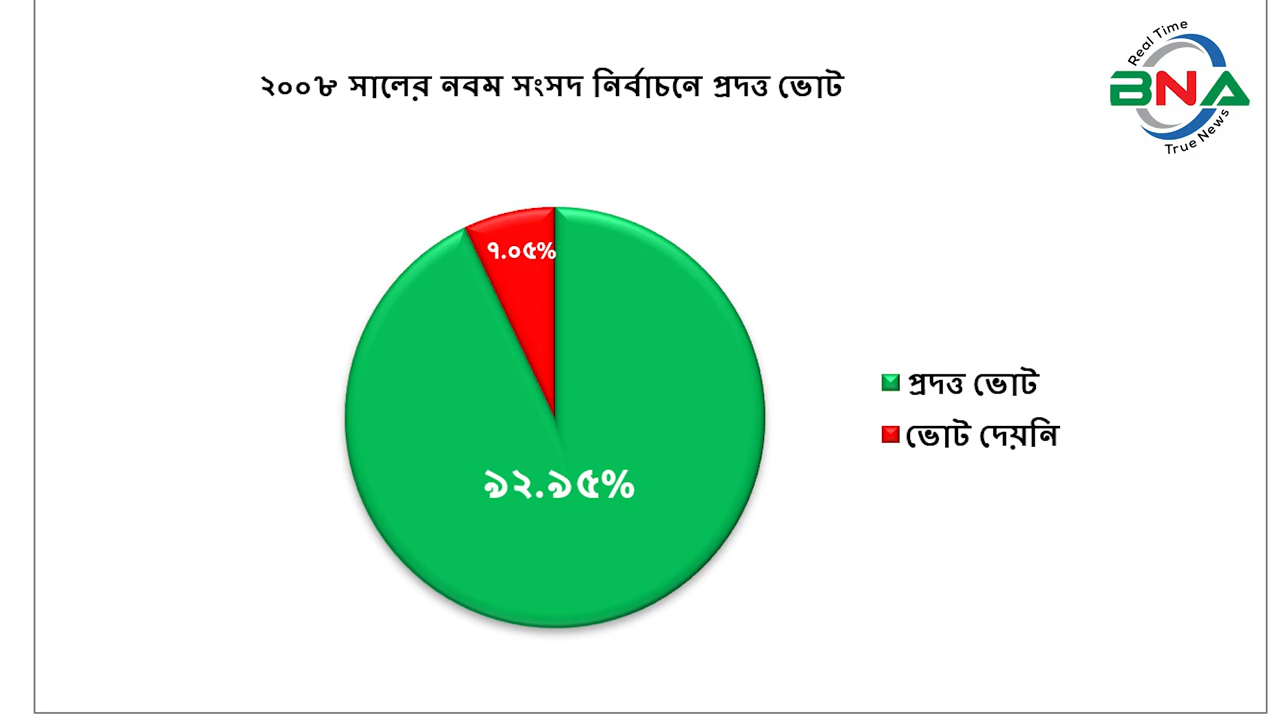 Real Time
BNA
True News
২০০৮ সালের নবম সংসদ নির্বাচনে প্রদত্ত ভোট
৭.০৫%
৯২.৯৫%
প্রদত্ত ভোট
ভোট দেয়নি